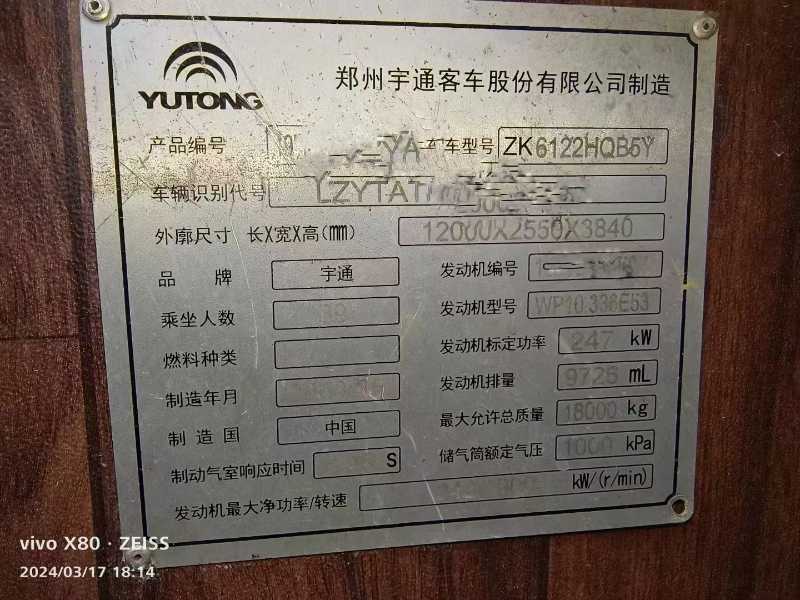 YUTONG
郑州宇通客车股份有限公司制造
产品编号 车型号 ZK6122HQB5Y
车辆识别代号 LZYTAT
外廓尺寸 长X宽X高(mm) 12000X2550X3840
品牌 宇通 发动机编号
乘坐人数 39 发动机型号 WP10.336E53
燃料种类 发动机标定功率 247 kW
制造年月 发动机排量 9726 mL
制造国 中国 最大允许总质量 18000 kg
制动气室响应时间 S 储气筒额定气压 1000 kPa
发动机最大净功率/转速 kW/(r/min)
vivo X80 · ZEISS
2024/03/17 18:14